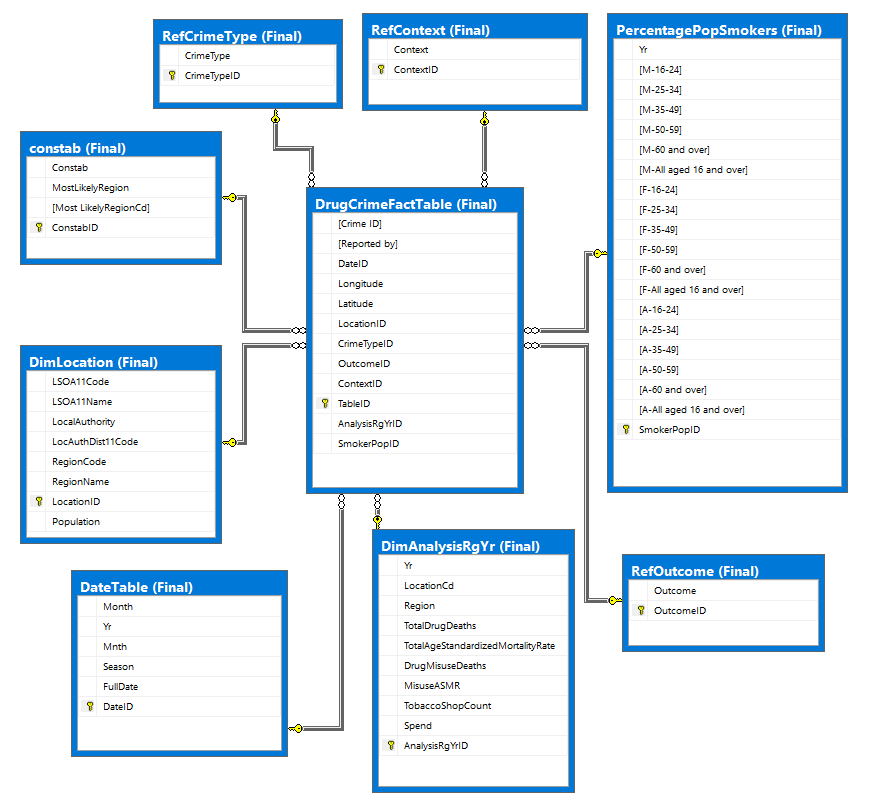 RefCrimeType (Final)
CrimeType
CrimeTypeID
RefContext (Final)
Context
ContextID
PercentagePopSmokers (Final)
Yr
[M-16-24]
[M-25-34]
[M-35-49]
[M-50-59]
[M-60 and over]
[M-All aged 16 and over]
[F-16-24]
[F-25-34]
[F-35-49]
[F-50-59]
[F-60 and over]
[F-All aged 16 and over]
[A-16-24]
[A-25-34]
[A-35-49]
[A-50-59]
[A-60 and over]
[A-All aged 16 and over]
SmokerPopID
constab (Final)
Constab
MostLikelyRegion
[Most LikelyRegionCd]
ConstabID
DrugCrimeFactTable (Final)
[Crime ID]
[Reported by]
DateID
Longitude
Latitude
LocationID
CrimeTypeID
OutcomeID
ContextID
TableID
AnalysisRgYrID
SmokerPopID
DimLocation (Final)
LSOA11Code
LSOA11Name
LocalAuthority
LocAuthDist11Code
RegionCode
RegionName
LocationID
Population
DimAnalysisRgYr (Final)
Yr
LocationCd
Region
TotalDrugDeaths
TotalAgeStandardizedMortalityRate
DrugMisuseDeaths
MisuseASMR
TobaccoShopCount
Spend
AnalysisRgYrID
RefOutcome (Final)
Outcome
OutcomeID
DateTable (Final)
Month
Yr
Mnth
Season
FullDate
DateID